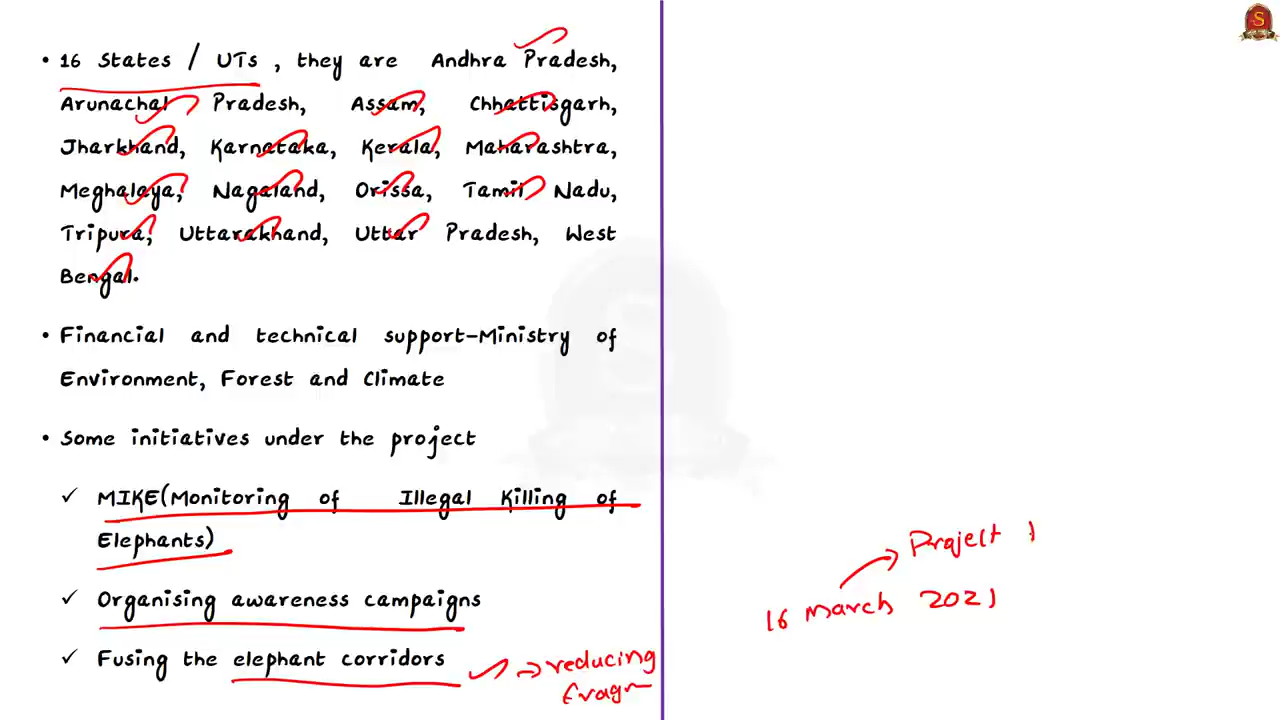 • 16 States / UTs , they are Andhra Pradesh,
Arunachal Pradesh, Assam, Chhattisgarh,
Jharkhand, Karnataka, Kerala, Maharashtra,
Meghalaya, Nagaland, Orissa, Tamil Nadu,
Tripura, Uttarakhand, Uttar Pradesh, West
Bengal.
• Financial and technical support-Ministry of
Environment, Forest and Climate
• Some initiatives under the project
✓ MIKE(Monitoring of Illegal Killing of
Elephants)
✓ Organising awareness campaigns
✓ Fusing the elephant corridors
→ reducing
fragm
Project
16 march 2021
S